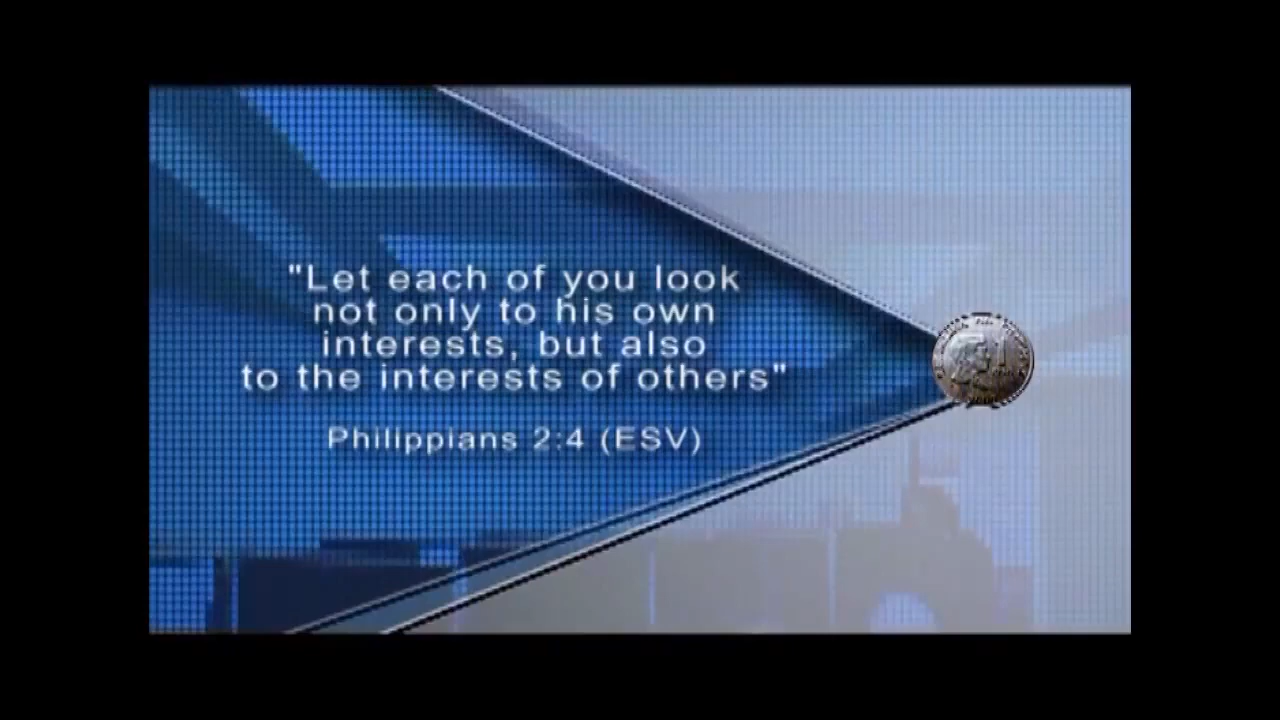 "Let each of you look
not only to his own
interests, but also
to the interests of others"
Philippians 2:4 (ESV)